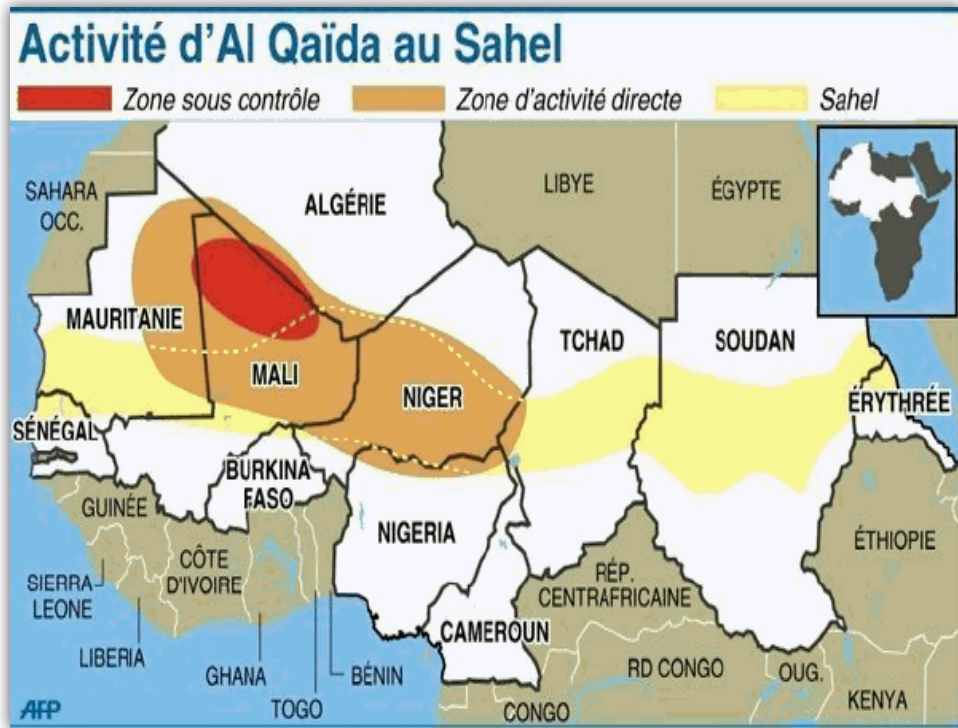 Activité d'Al Qaïda au Sahel
Zone sous contrôle
Zone d'activité directe
Sahel
SAHARA
OCC.
ALGÉRIE
LIBYE
ÉGYPTE
MAURITANIE
MALI
NIGER
TCHAD
SOUDAN
ÉRYTHRÉE
SÉNÉGAL
BURKINA
FASO
GUINÉE
NIGERIA
ÉTHIOPIE
CÔTE
D'IVOIRE
SIERRA
LEONE
RÉP.
CENTRAFRICAINE
CAMEROUN
LIBERIA
GHANA
BÉNIN
RD CONGO
OUG.
KENYA
AFP
TOGO
CONGO